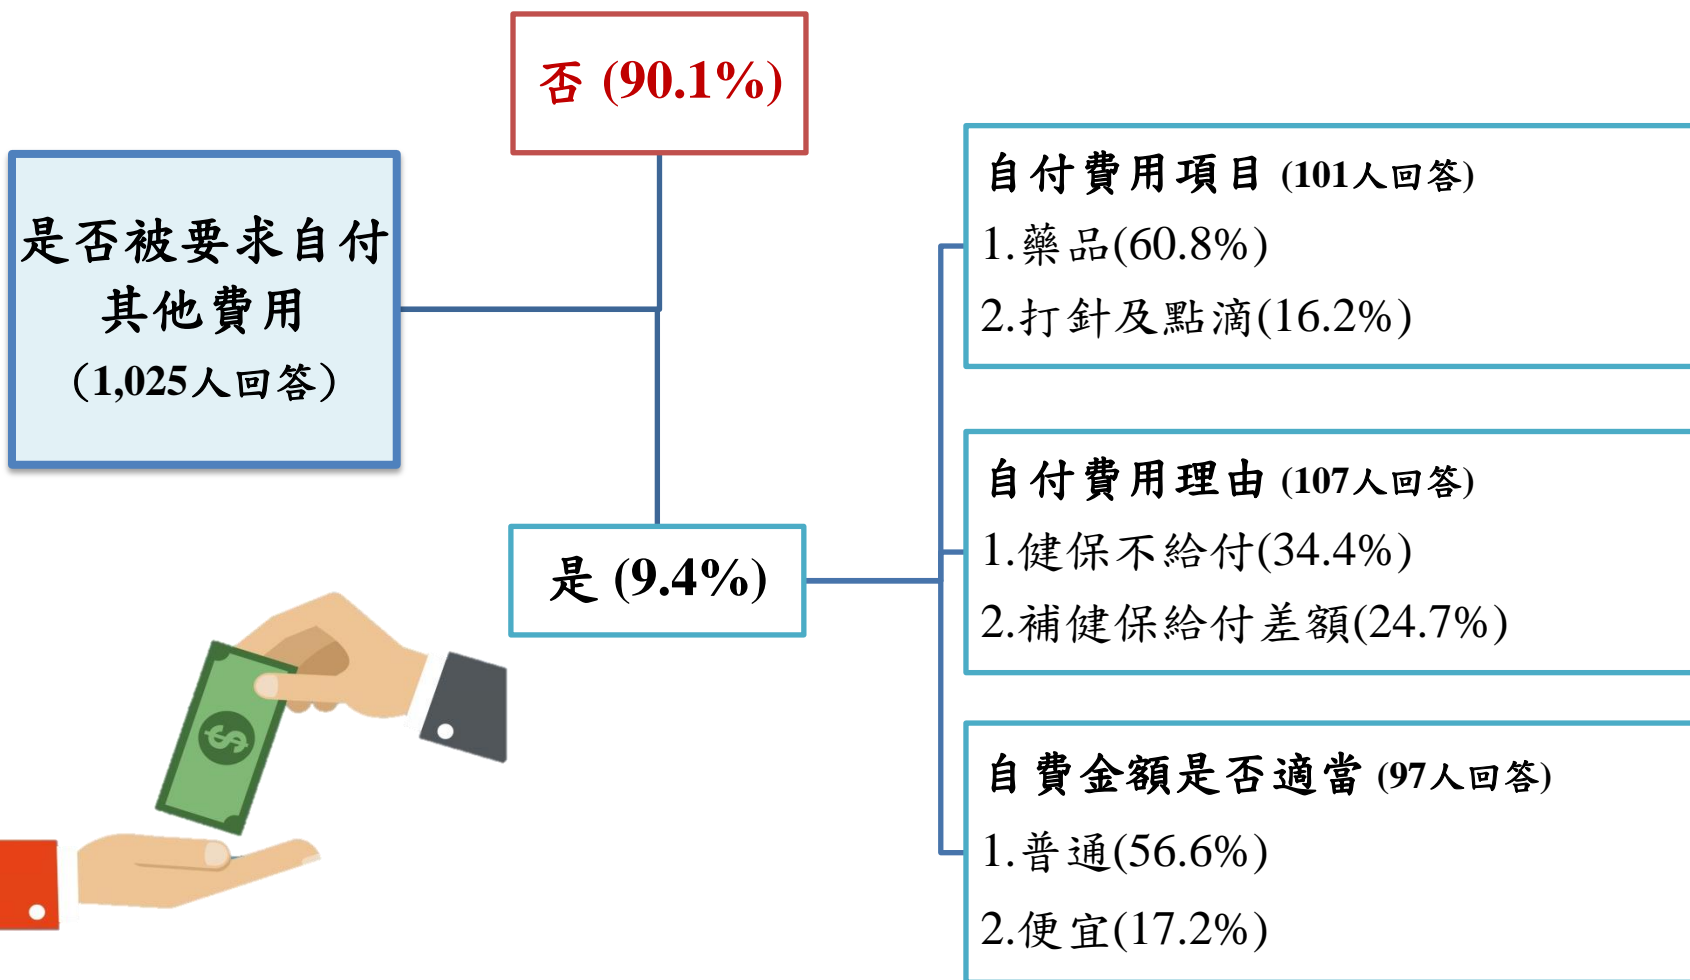 否 (90.1%)
是否被要求自付
其他費用
（1,025人回答）
是 (9.4%)
自付費用項目 (101人回答)
1.藥品(60.8%)
2.打針及點滴(16.2%)
自付費用理由 (107人回答)
1.健保不給付(34.4%)
2.補健保給付差額(24.7%)
自費金額是否適當 (97人回答)
1.普通(56.6%)
2.便宜(17.2%)
$